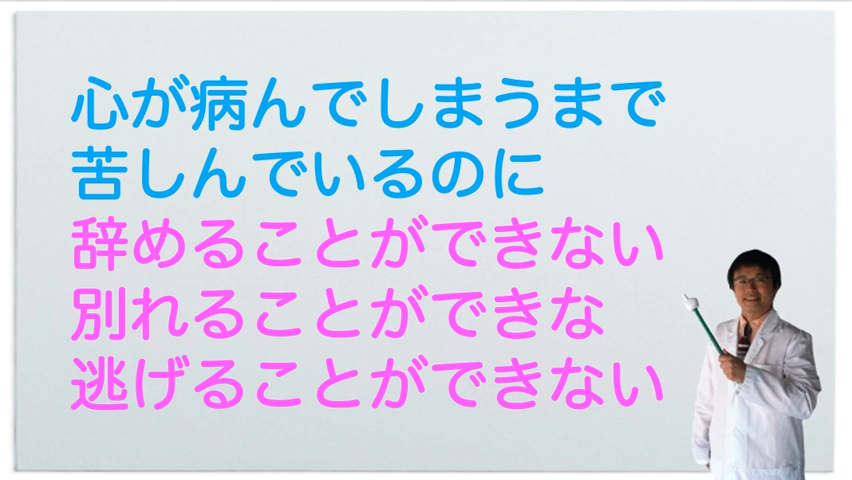 心が病んでしまうまで
苦しんでいるのに
辞めることができない
別れることができな
逃げることができない